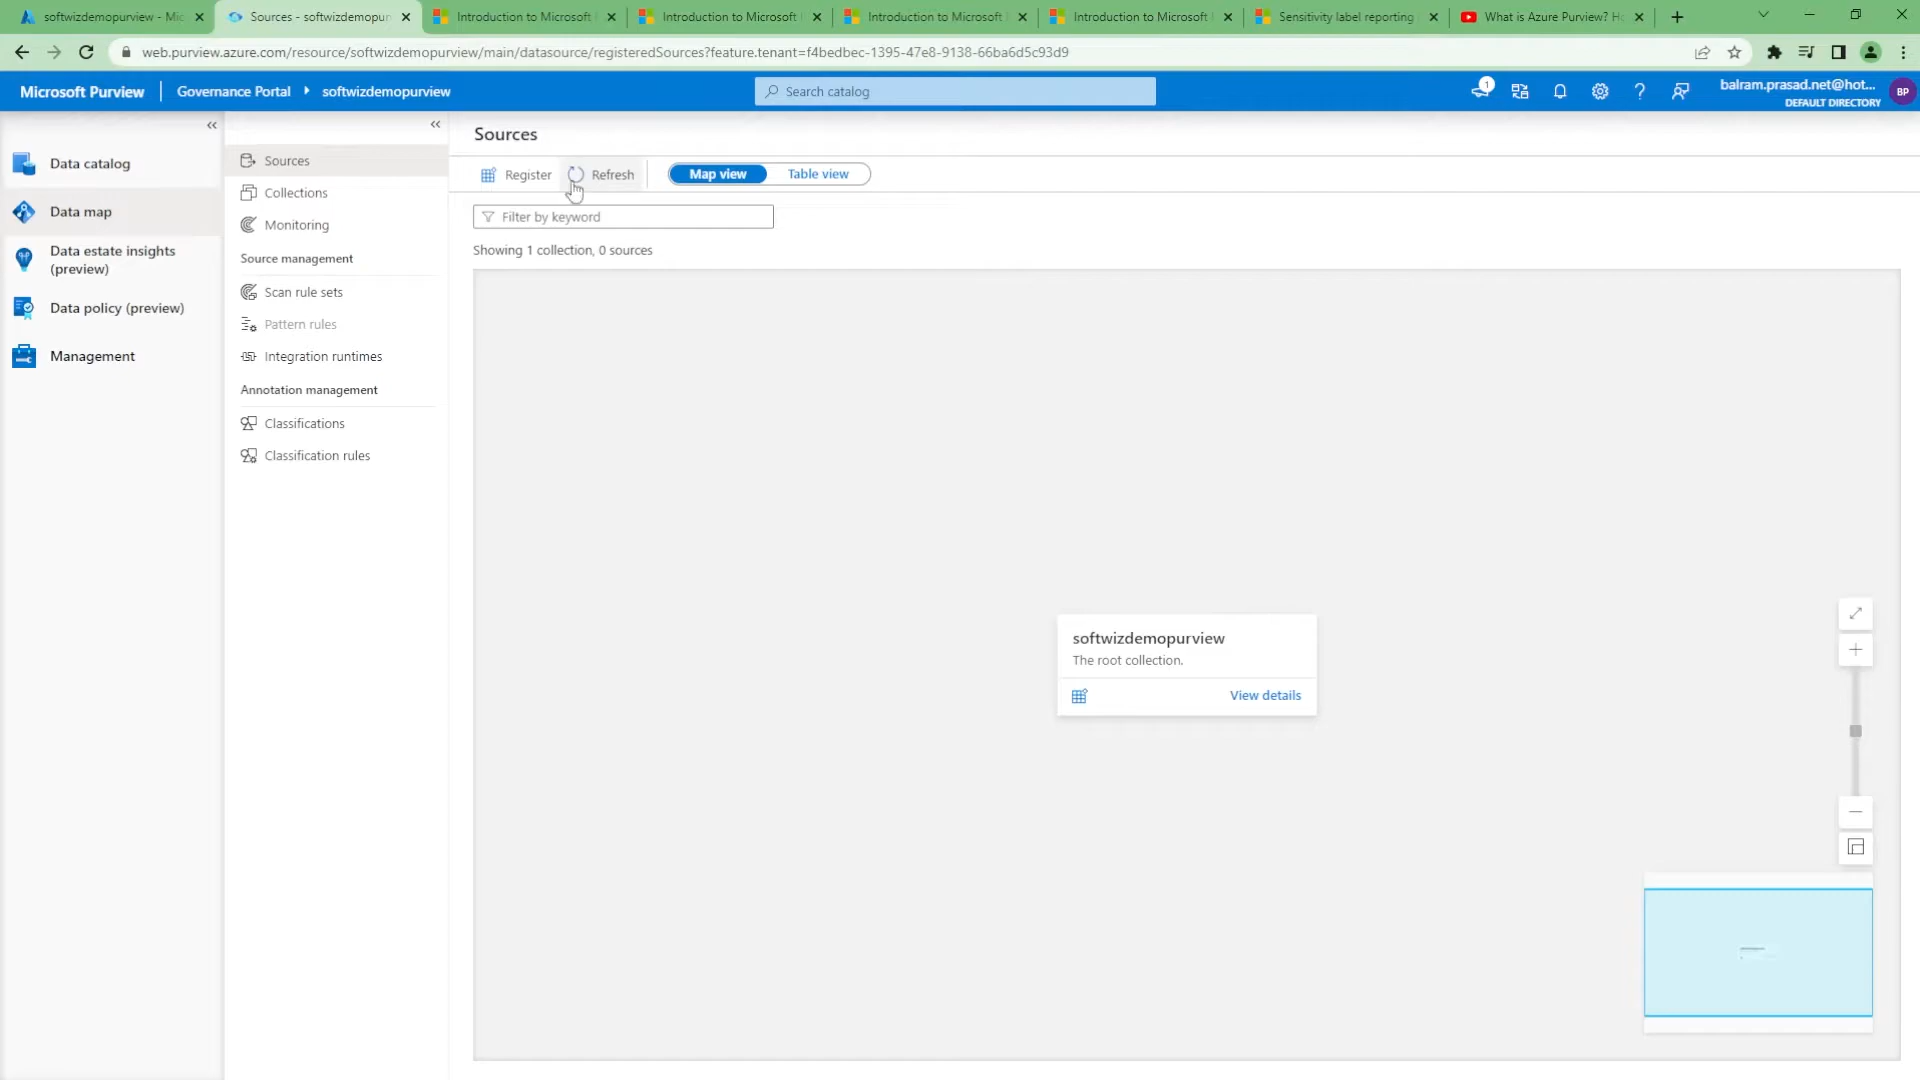 softwizdemopurview - Mic
Sources - softwizdemopur
Introduction to Microsoft
Introduction to Microsoft
Introduction to Microsoft
Introduction to Microsoft
Sensitivity label reporting
What is Azure Purview? Ho
web.purview.azure.com/resource/softwizdemopurview/main/datasource/registeredSources?feature.tenant=f4bedbec-1395-47e8-9138-66ba6d5c93d9
Microsoft Purview
Governance Portal
softwizdemopurview
Search catalog
1
balram.prasad.net@hot...
DEFAULT DIRECTORY
BP
Data catalog
Data map
Data estate insights
(preview)
Data policy (preview)
Management
Sources
Collections
Monitoring
Source management
Scan rule sets
Pattern rules
Integration runtimes
Annotation management
Classifications
Classification rules
Sources
Register
Refresh
Map view
Table view
Filter by keyword
Showing 1 collection, 0 sources
softwizdemopurview
The root collection.
View details